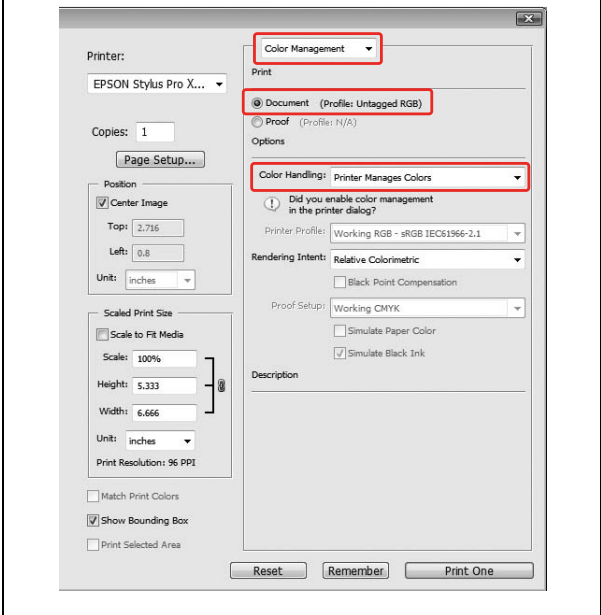 Printer:
EPSON Stylus Pro X...
Copies: 1
Page Setup...
Position
Center Image
Top: 2.716
Left: 0.8
Unit: inches
Scaled Print Size
Scale to Fit Media
Scale: 100%
Height: 5.333
Width: 6.666
Unit: inches
Print Resolution: 96 PPI
Match Print Colors
Show Bounding Box
Print Selected Area
Color Management
Print
Document (Profile: Untagged RGB)
Proof (Profile: N/A)
Options
Color Handling: Printer Manages Colors
Did you enable color management
in the printer dialog?
Printer Profile: Working RGB - sRGB IEC61966-2.1
Rendering Intent: Relative Colorimetric
Black Point Compensation
Proof Setup: Working CMYK
Simulate Paper Color
Simulate Black Ink
Description
Reset Remember Print One